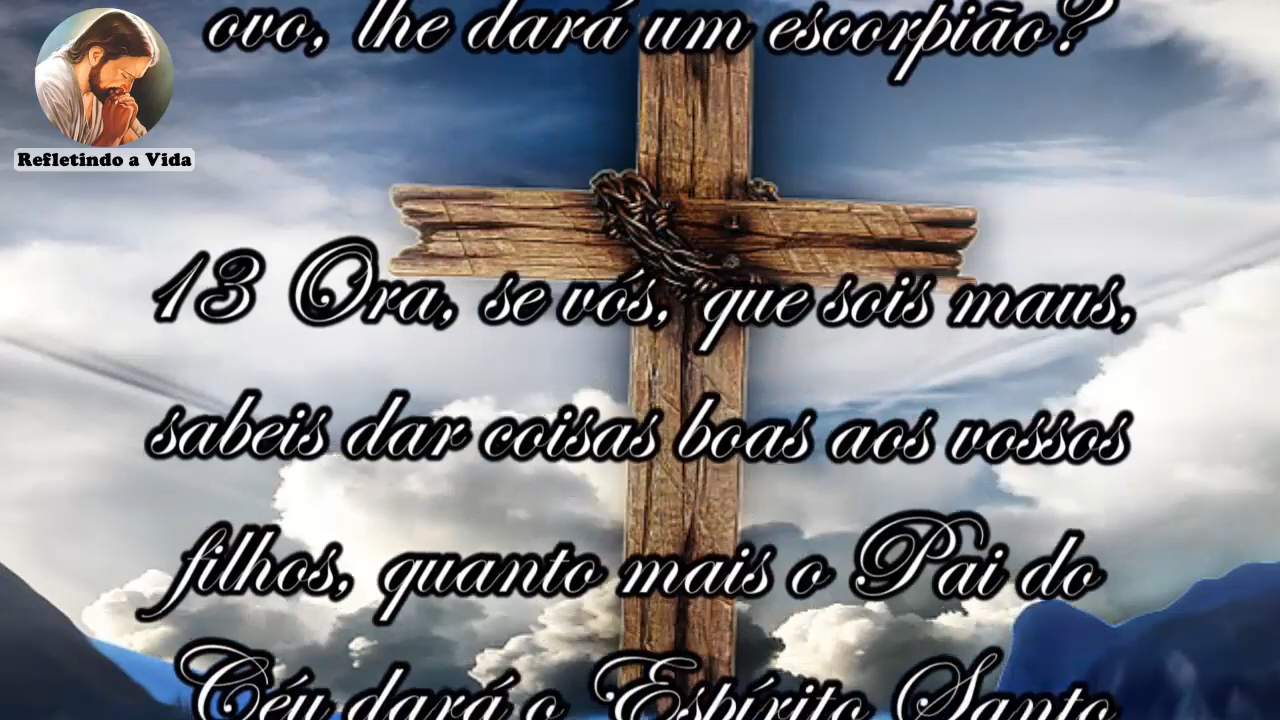 ovo, lhe dará um escorpião?
Refletindo a Vida
13 Ora, se vós, que sois maus,
sabeis dar coisas boas aos vossos
filhos, quanto mais o Pai do
Céu dará o Espírito Santo